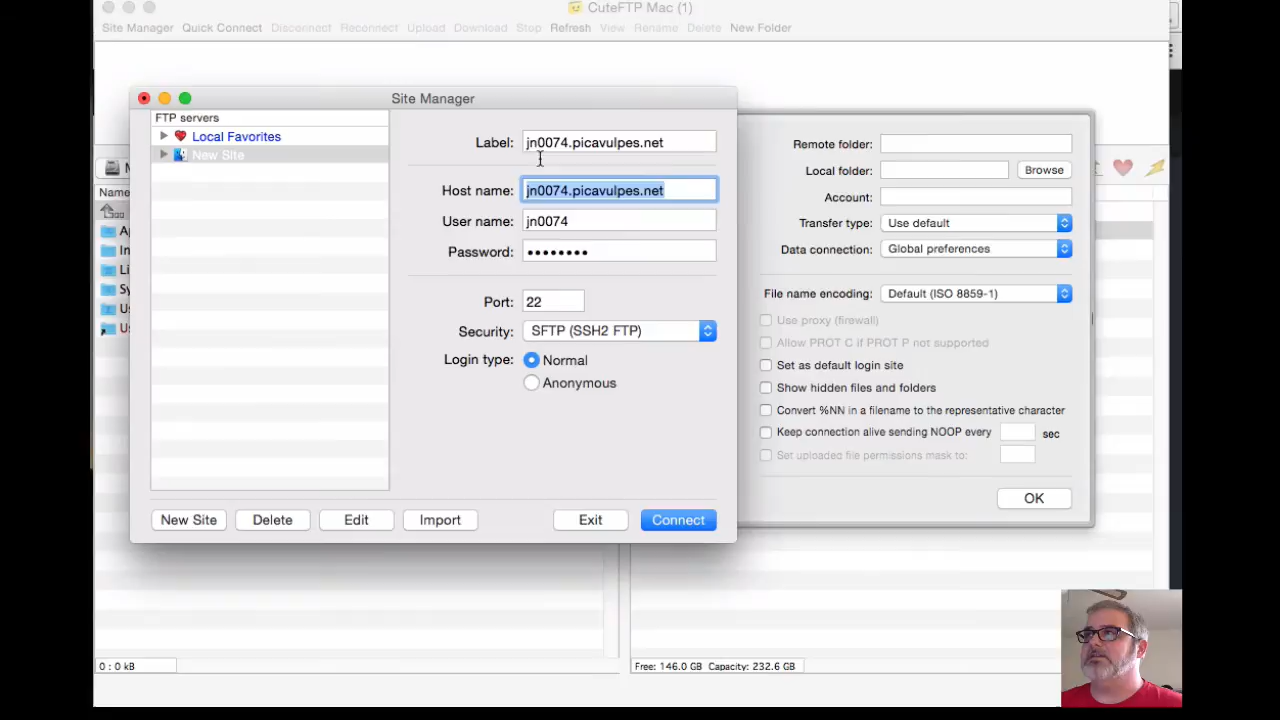 CuteFTP Mac (1)
Site Manager Quick Connect Disconnect Reconnect Upload Download Stop Refresh View Rename Delete New Folder
Site Manager
FTP servers
Local Favorites
New Site
Label: jn0074.picavulpes.net
Host name: jn0074.picavulpes.net
User name: jn0074
Password: ••••••••
Port: 22
Security: SFTP (SSH2 FTP)
Login type: Normal
Anonymous
New Site Delete Edit Import Exit Connect
Remote folder:
Local folder: Browse
Account:
Transfer type: Use default
Data connection: Global preferences
File name encoding: Default (ISO 8859-1)
Use proxy (firewall)
Allow PROT C if PROT P not supported
Set as default login site
Show hidden files and folders
Convert %NN in a filename to the representative character
Keep connection alive sending NOOP every sec
Set uploaded file permissions mask to:
OK
Name
0 : 0 kB
Free: 146.0 GB Capacity: 232.6 GB